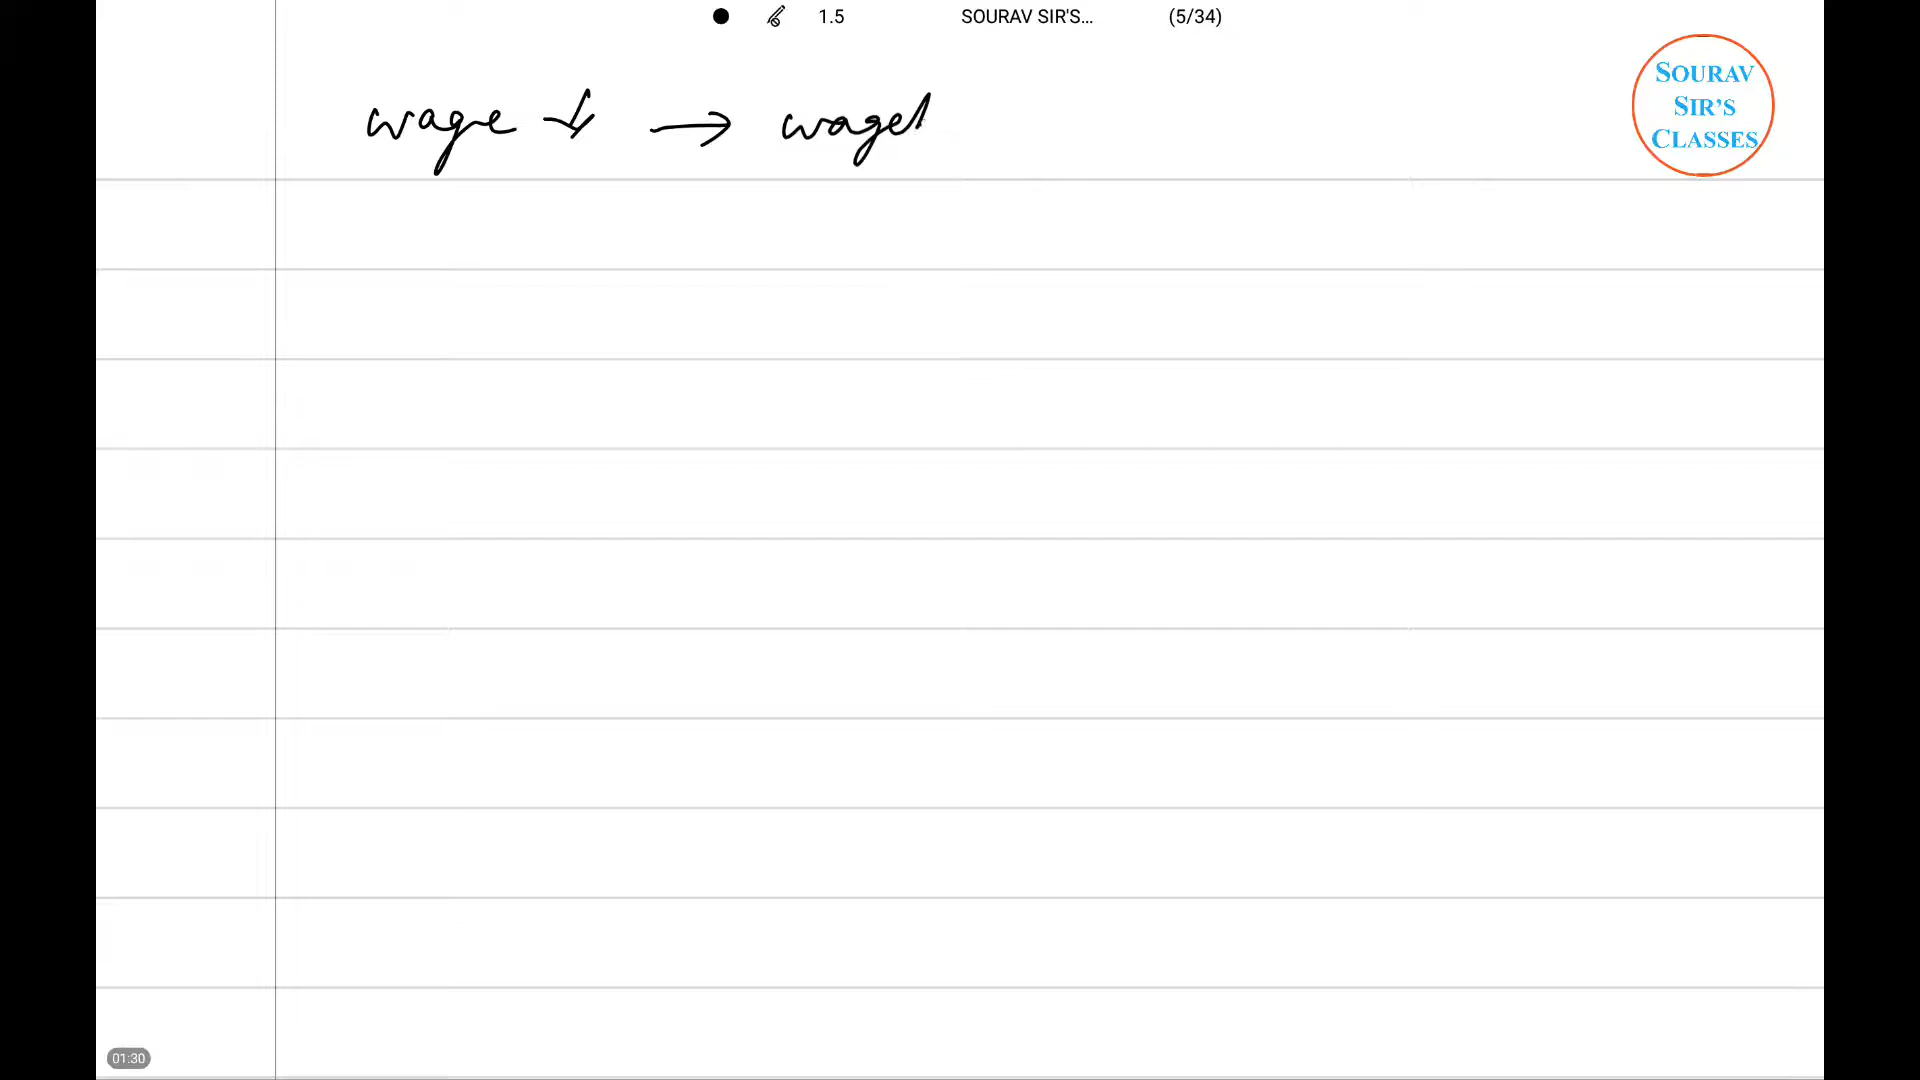 1.5 SOURAV SIR'S... (5/34)
SOURAV
SIR'S
CLASSES
wage ↓ → wage
01:30